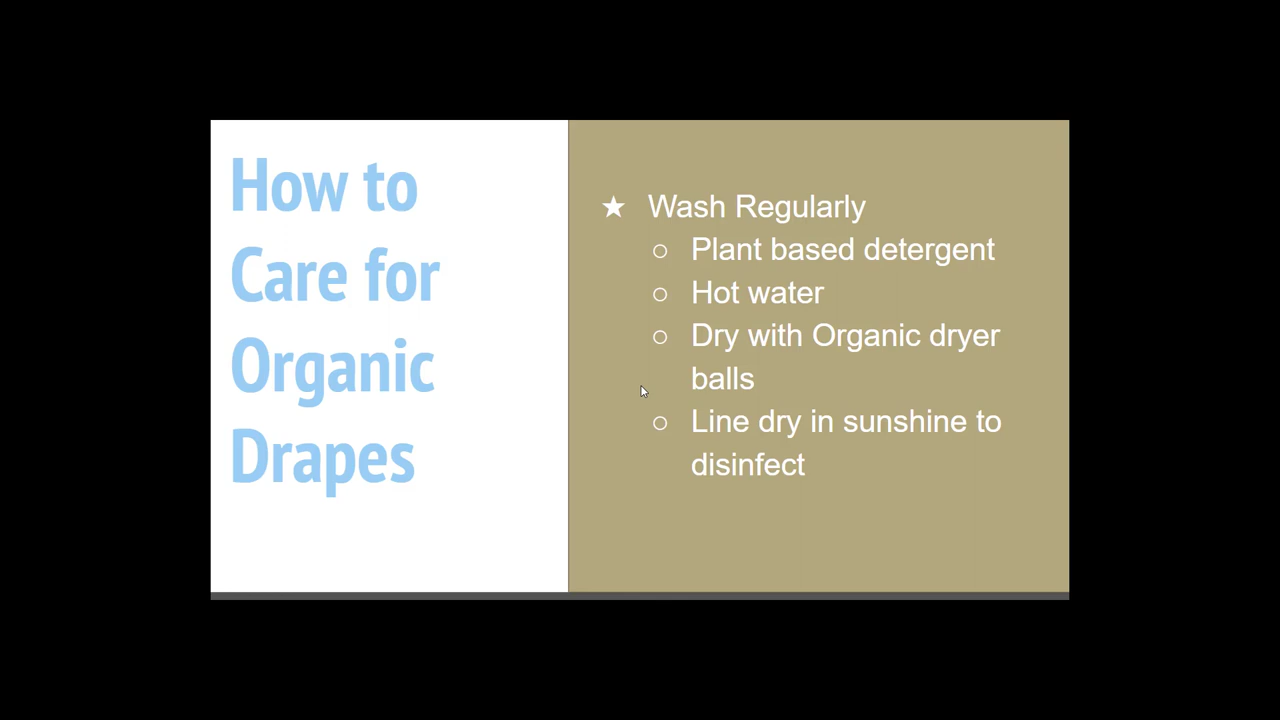 How to
Care for
Organic
Drapes
★ Wash Regularly
○ Plant based detergent
○ Hot water
○ Dry with Organic dryer
balls
○ Line dry in sunshine to
disinfect